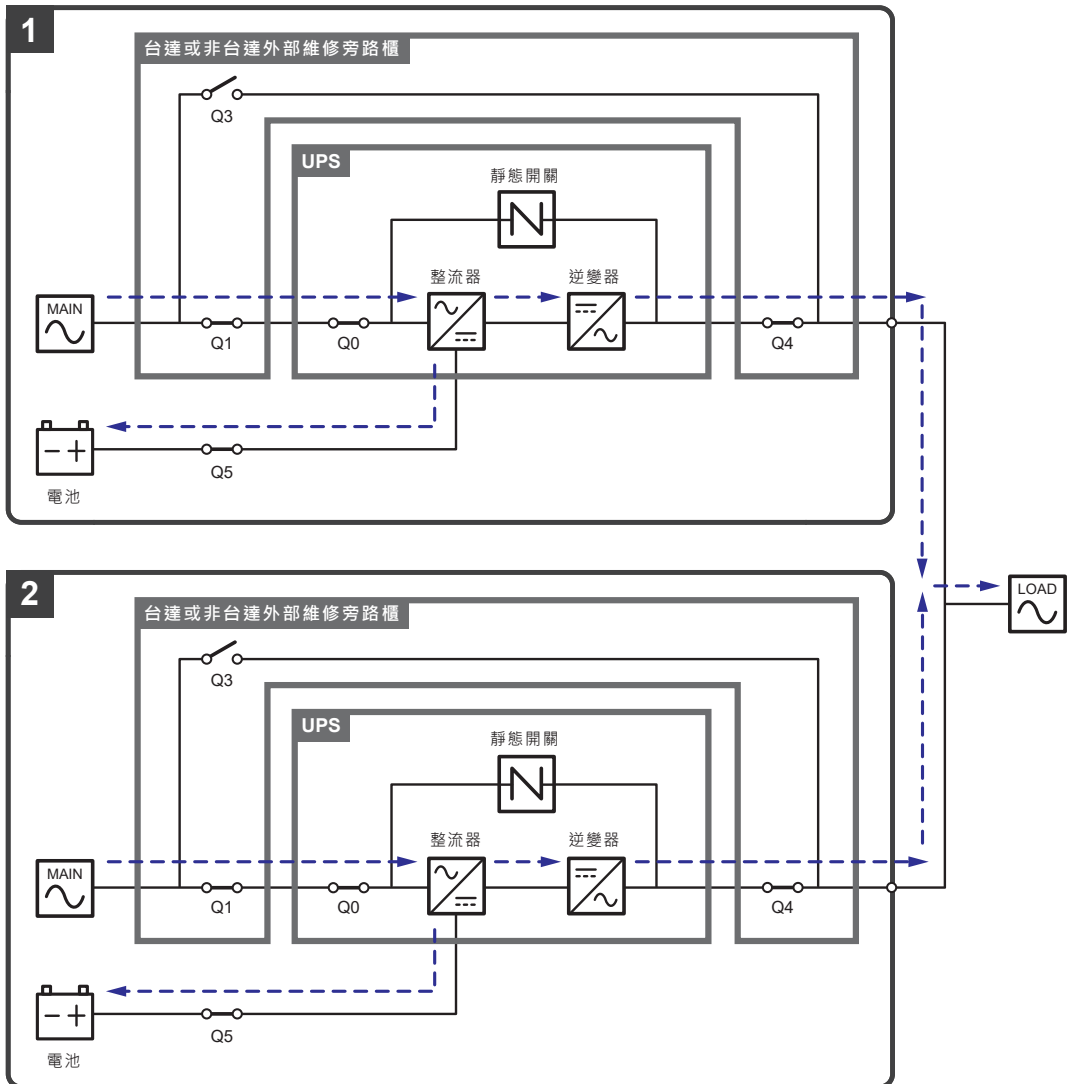 1
台達或非台達外部維修旁路櫃
Q3
UPS
靜態開關
整流器
逆變器
MAIN
Q1
Q0
Q4
Q5
電池
2
台達或非台達外部維修旁路櫃
LOAD
Q3
UPS
靜態開關
整流器
逆變器
MAIN
Q1
Q0
Q4
Q5
電池